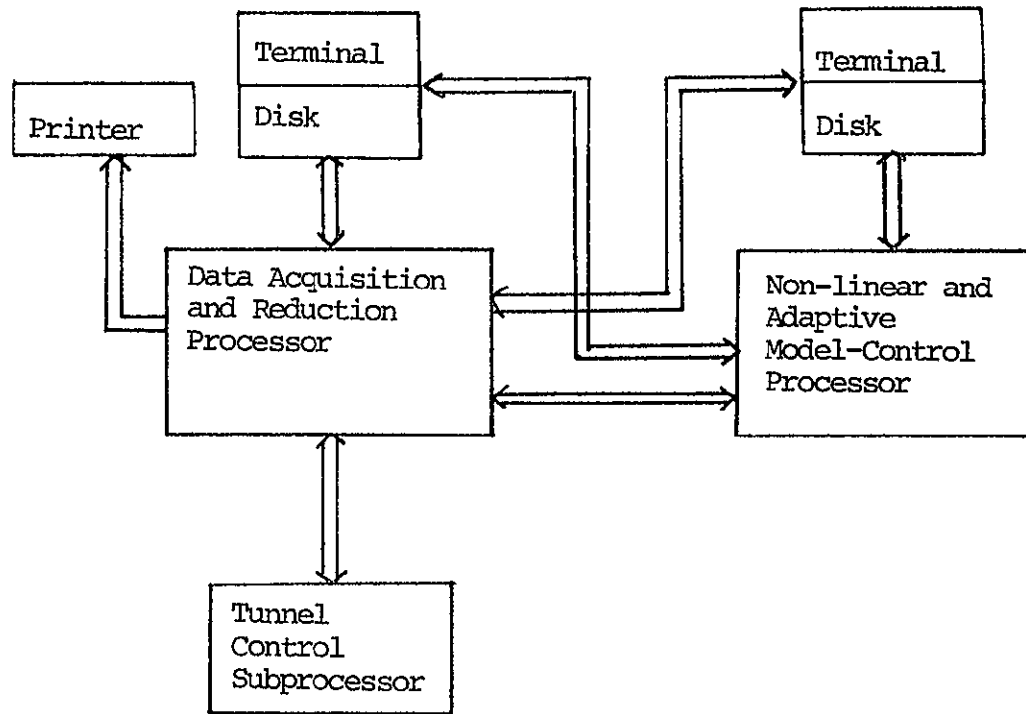 Terminal
Disk
Printer
Terminal
Disk
Data Acquisition
and Reduction
Processor
Non-linear and
Adaptive
Model-Control
Processor
Tunnel
Control
Subprocessor